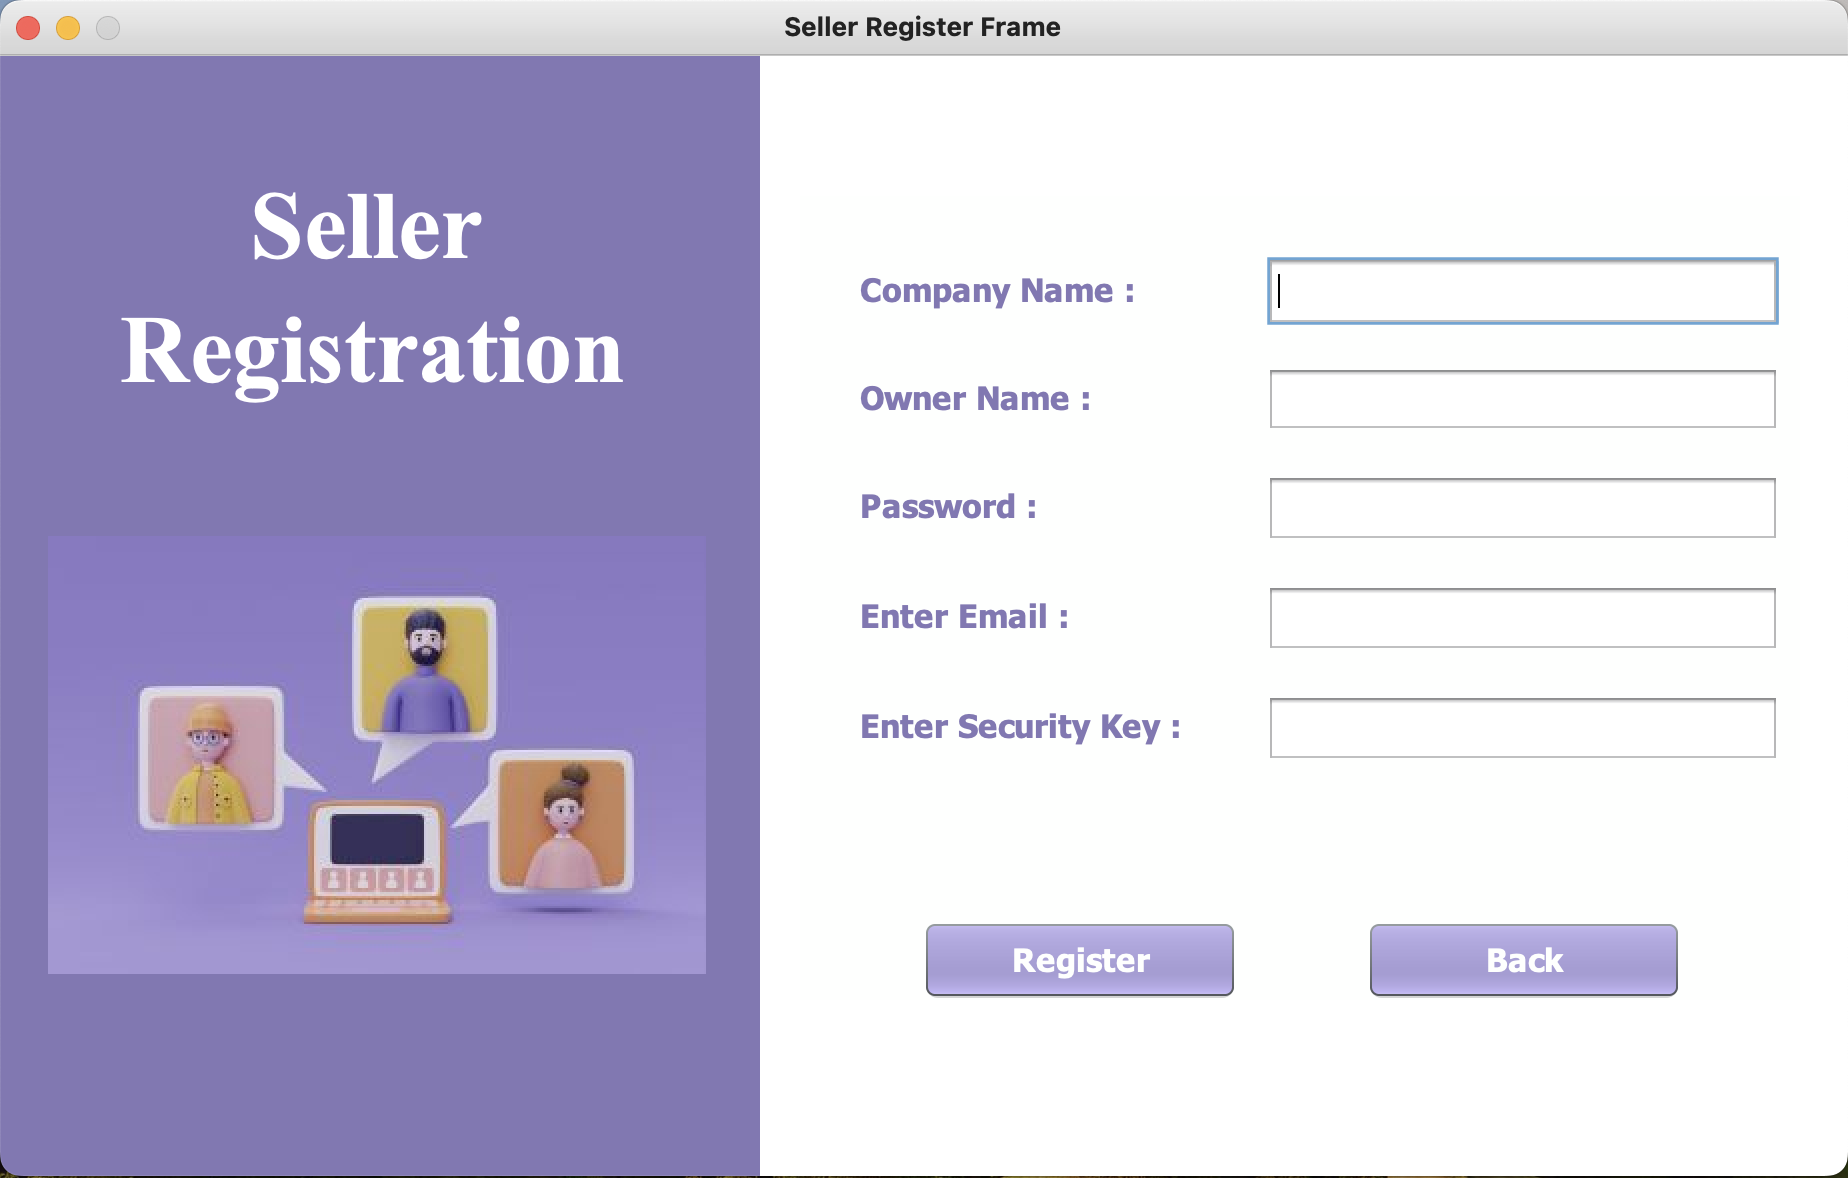 Seller Register Frame
Seller
Registration
Company Name :
Owner Name :
Password :
Enter Email :
Enter Security Key :
Register
Back